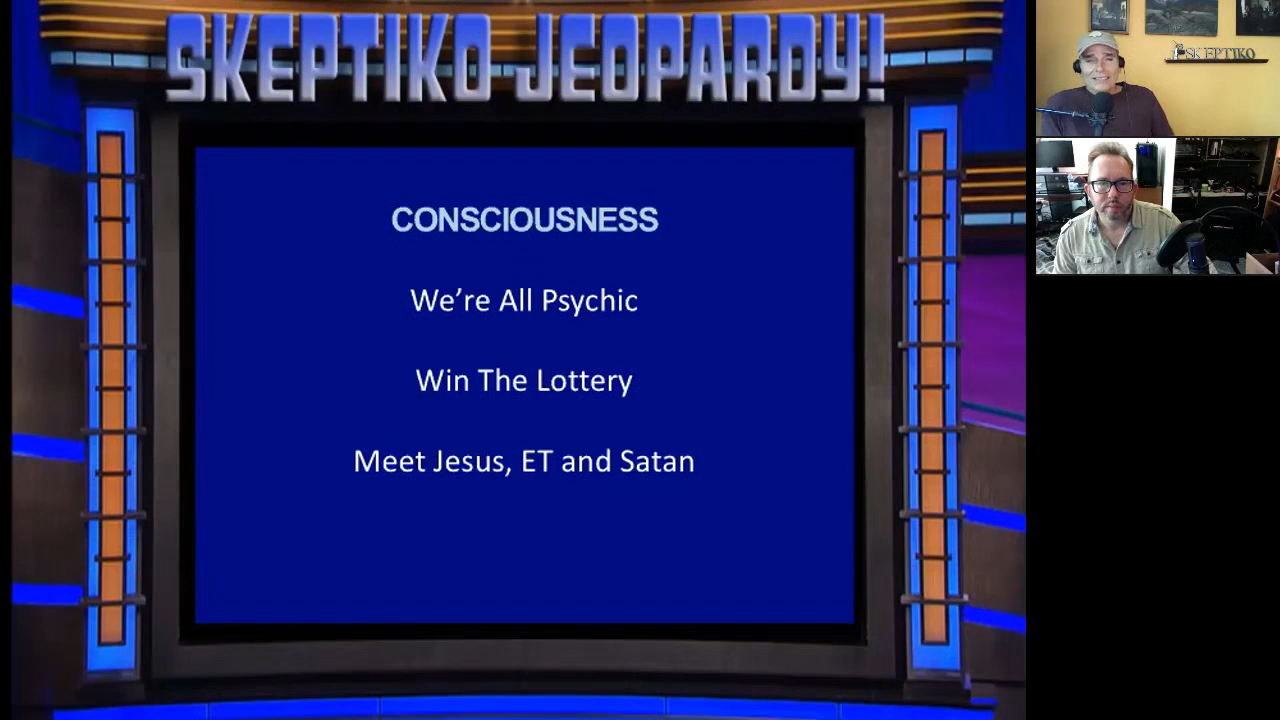 SKEPTIKO JEOPARDY!
SKEPTIKO
CONSCIOUSNESS
We're All Psychic
Win The Lottery
Meet Jesus, ET and Satan